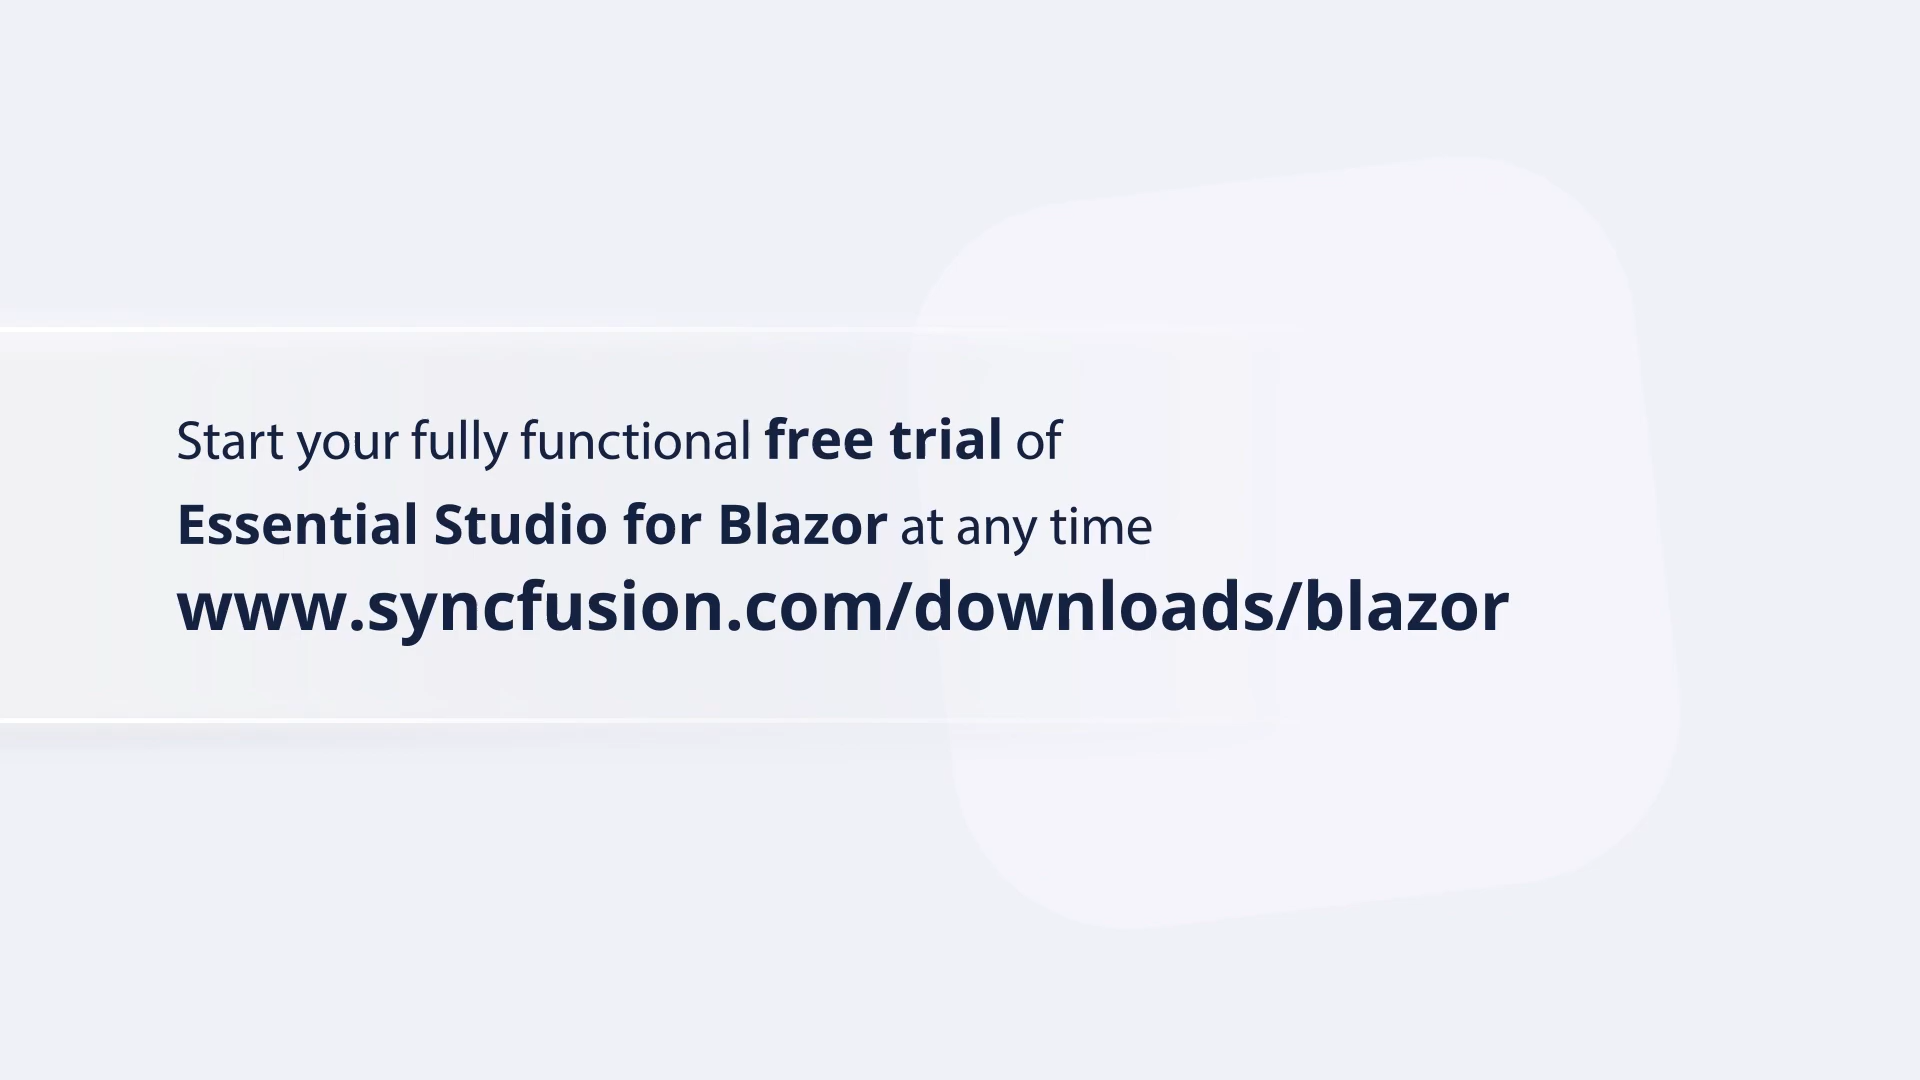 Start your fully functional free trial of
Essential Studio for Blazor at any time
www.syncfusion.com/downloads/blazor